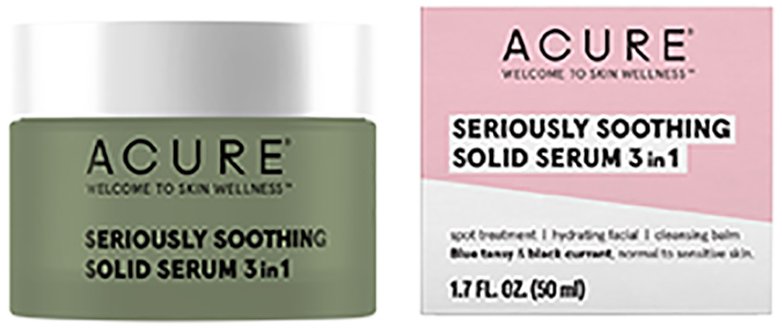 ACURE®
WELCOME TO SKIN WELLNESS™
SERIOUSLY SOOTHING
SOLID SERUM 3 in 1
ACURE®
WELCOME TO SKIN WELLNESS™
SERIOUSLY SOOTHING
SOLID SERUM 3 in 1
spot treatment | hydrating facial | cleansing balm
Blue tansy & black currant, normal to sensitive skin.
1.7 FL. OZ. (50 ml)